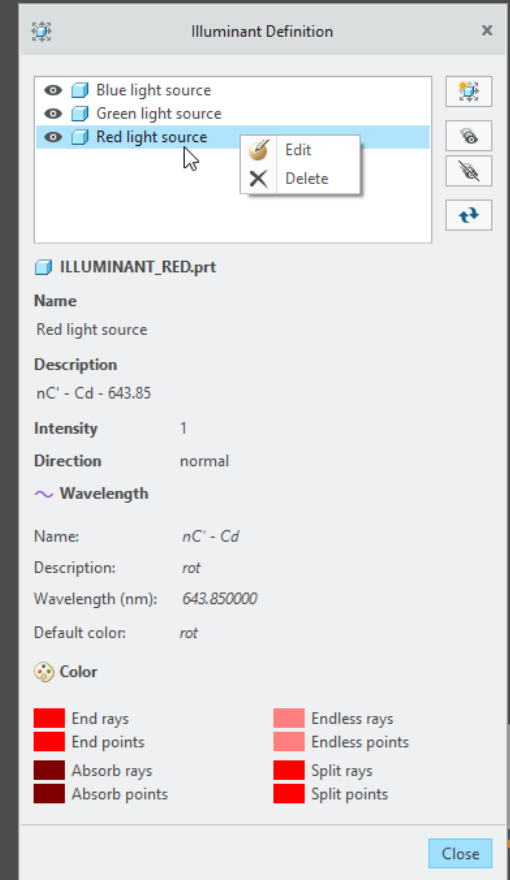 Illuminant Definition
Blue light source
Green light source
Red light source
Edit
Delete
ILLUMINANT_RED.prt
Name
Red light source
Description
nC' - Cd - 643.85
Intensity 1
Direction normal
Wavelength
Name: nC' - Cd
Description: rot
Wavelength (nm): 643.850000
Default color: rot
Color
End rays Endless rays
End points Endless points
Absorb rays Split rays
Absorb points Split points
Close